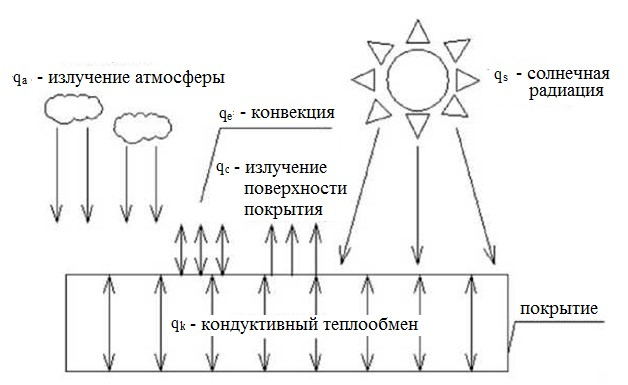 qa - излучение атмосферы
qs - солнечная
радиация
qe - конвекция
qc - излучение
поверхности
покрытия
qk - кондуктивный теплообмен
покрытие